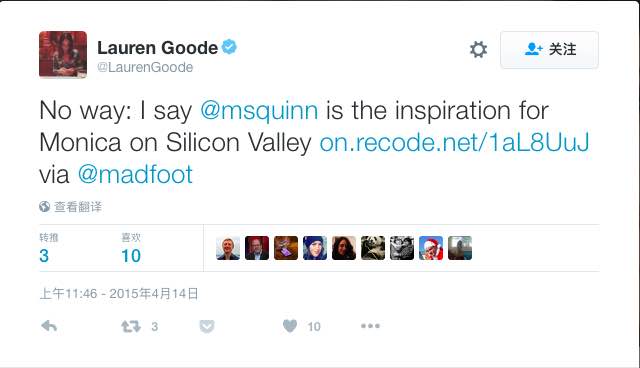 Lauren Goode
@LaurenGoode
关注
No way: I say @msquinn is the inspiration for
Monica on Silicon Valley on.recode.net/1aL8UuJ
via @madfoot
查看翻译
转推
喜欢
3
10
上午11:46 - 2015年4月14日
3
10